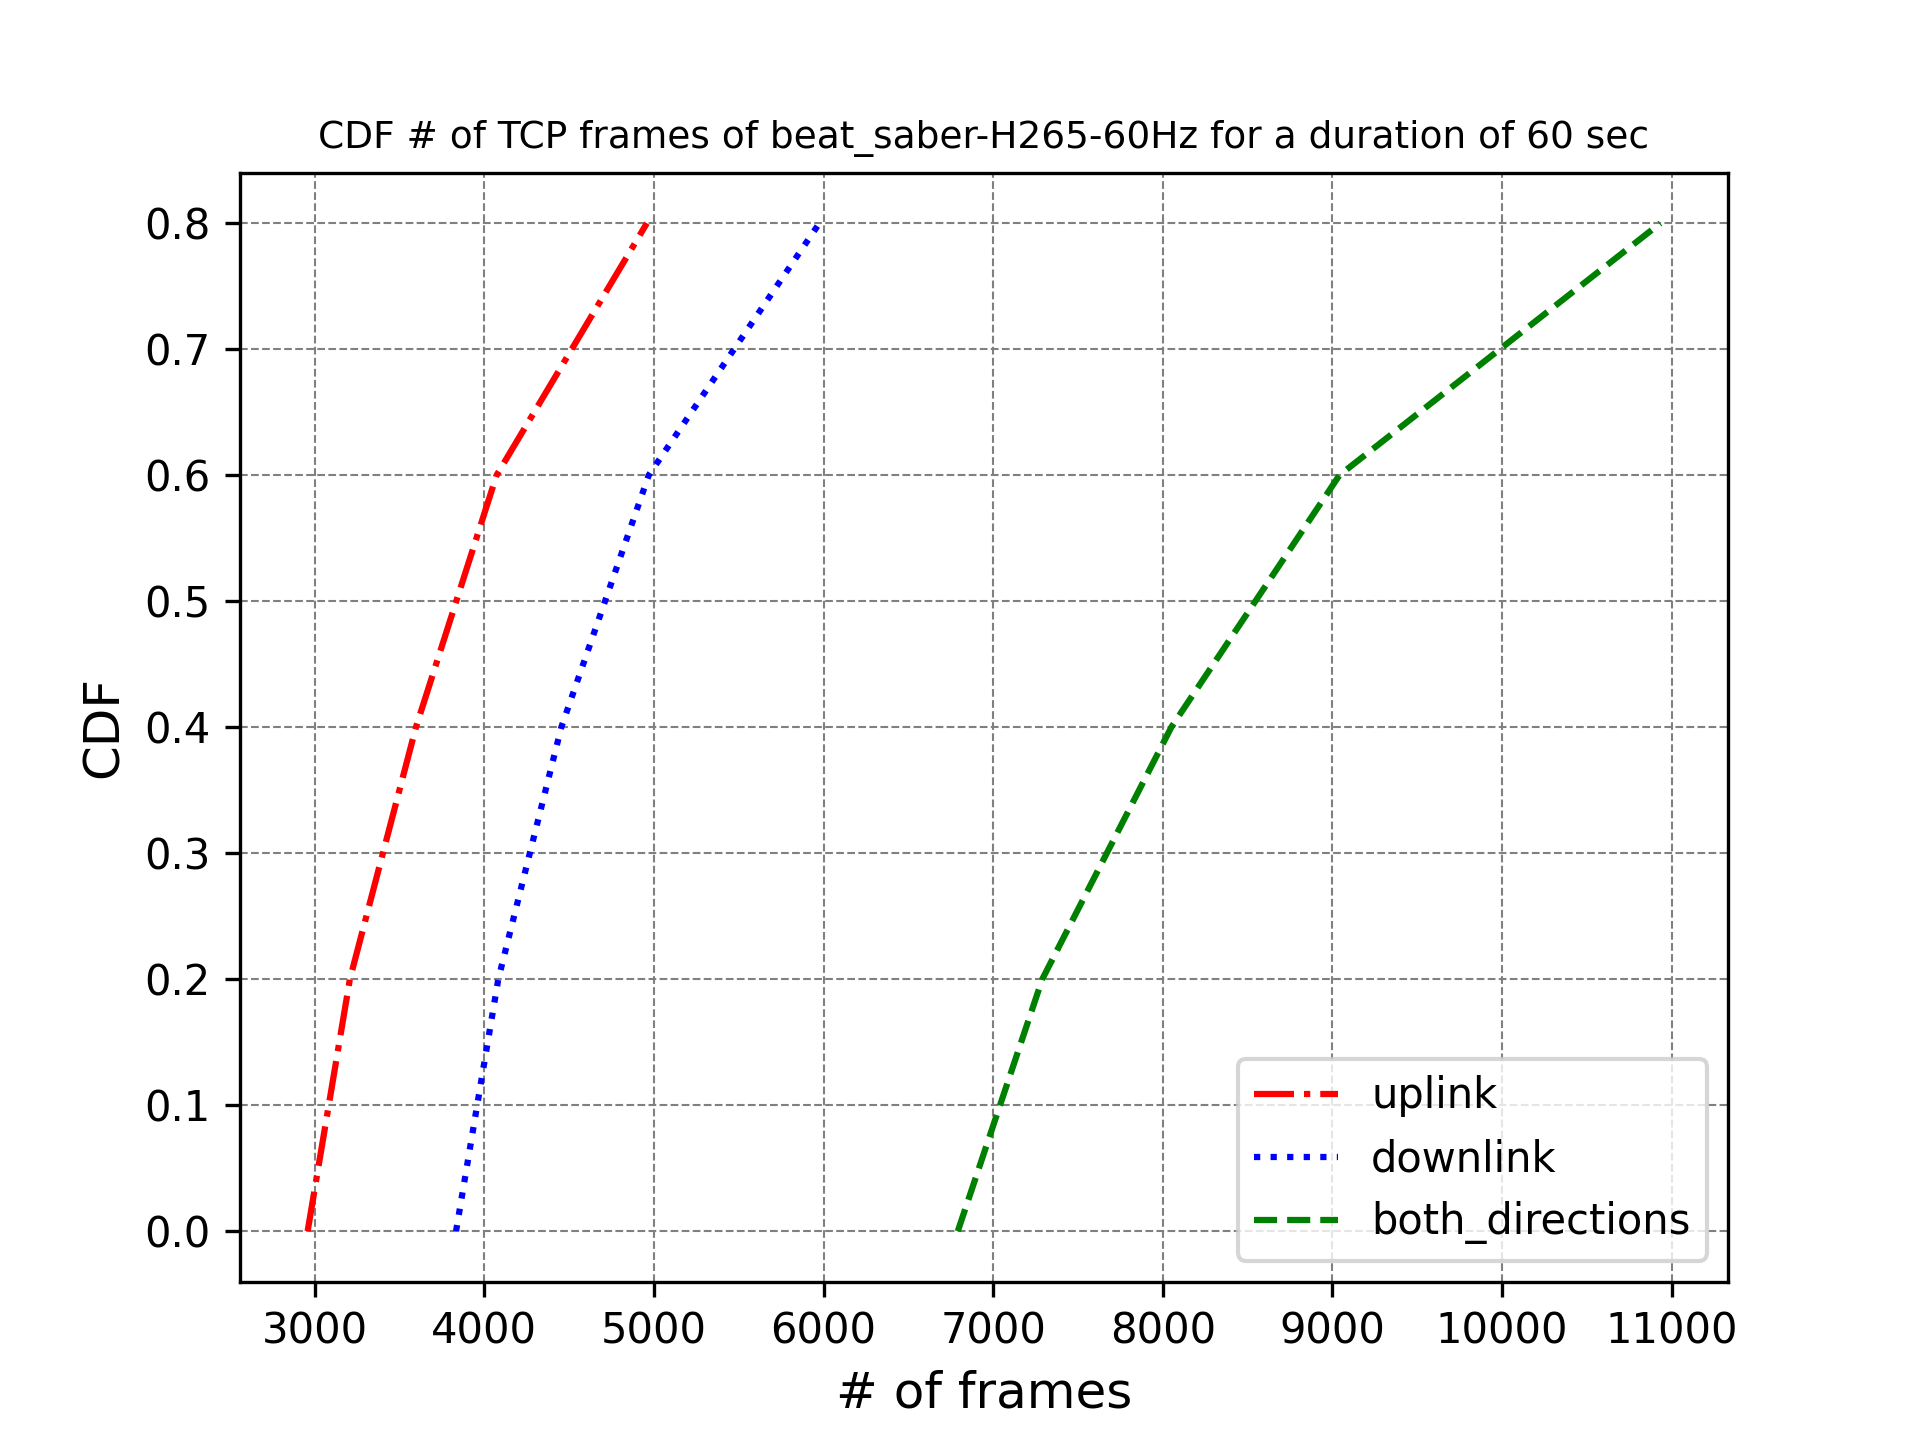 CDF # of TCP frames of beat_saber-H265-60Hz for a duration of 60 sec
0.8
0.7
0.6
0.5
0.4
0.3
0.2
0.1
0.0
CDF
uplink
downlink
both_directions
3000 4000 5000 6000 7000 8000 9000 10000 11000
# of frames